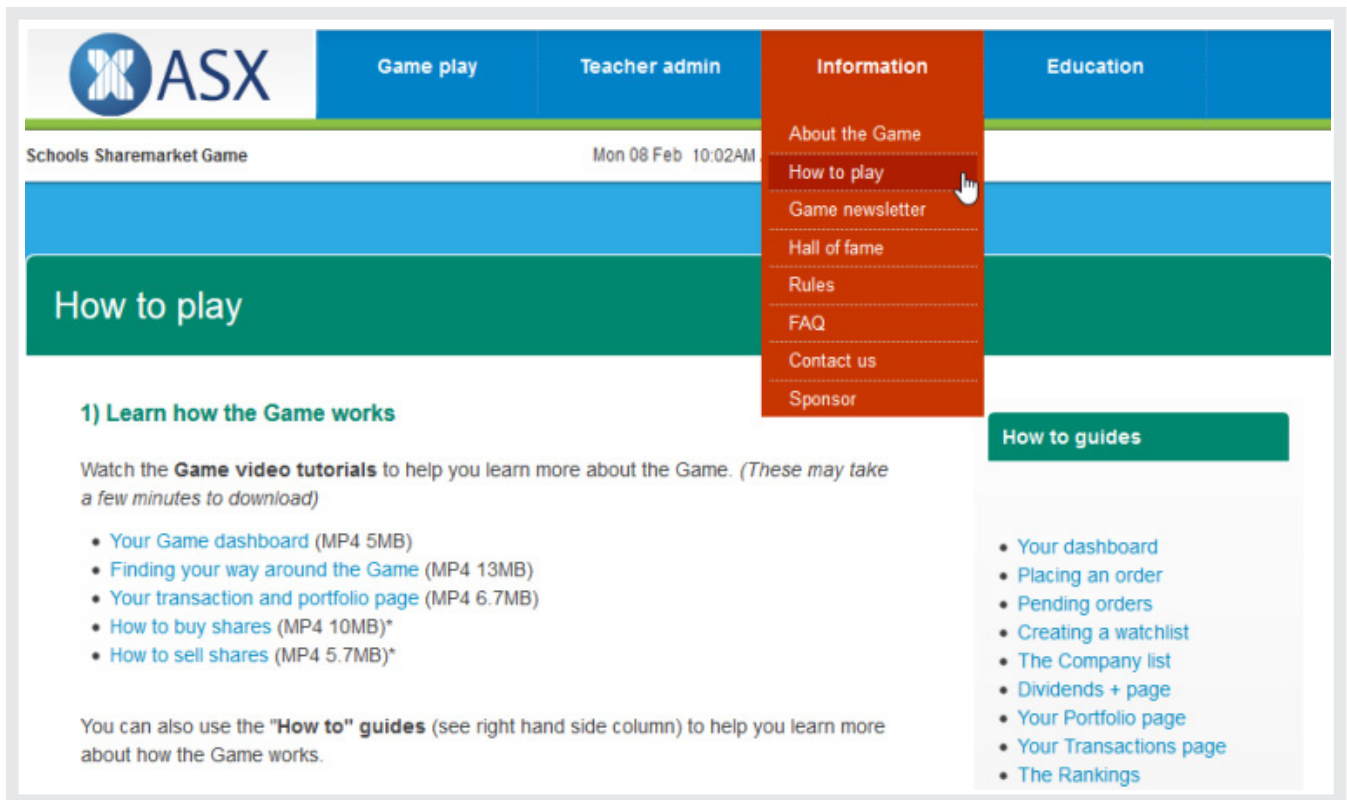 ASX
Game play
Teacher admin
Information
Education
Schools Sharemarket Game
Mon 08 Feb 10:02AM
About the Game
How to play
Game newsletter
Hall of fame
Rules
FAQ
Contact us
Sponsor
How to play
1) Learn how the Game works
Watch the Game video tutorials to help you learn more about the Game. (These may take
a few minutes to download)
• Your Game dashboard (MP4 5MB)
• Finding your way around the Game (MP4 13MB)
• Your transaction and portfolio page (MP4 6.7MB)
• How to buy shares (MP4 10MB)*
• How to sell shares (MP4 5.7MB)*
You can also use the "How to" guides (see right hand side column) to help you learn more
about how the Game works.
How to guides
• Your dashboard
• Placing an order
• Pending orders
• Creating a watchlist
• The Company list
• Dividends + page
• Your Portfolio page
• Your Transactions page
• The Rankings